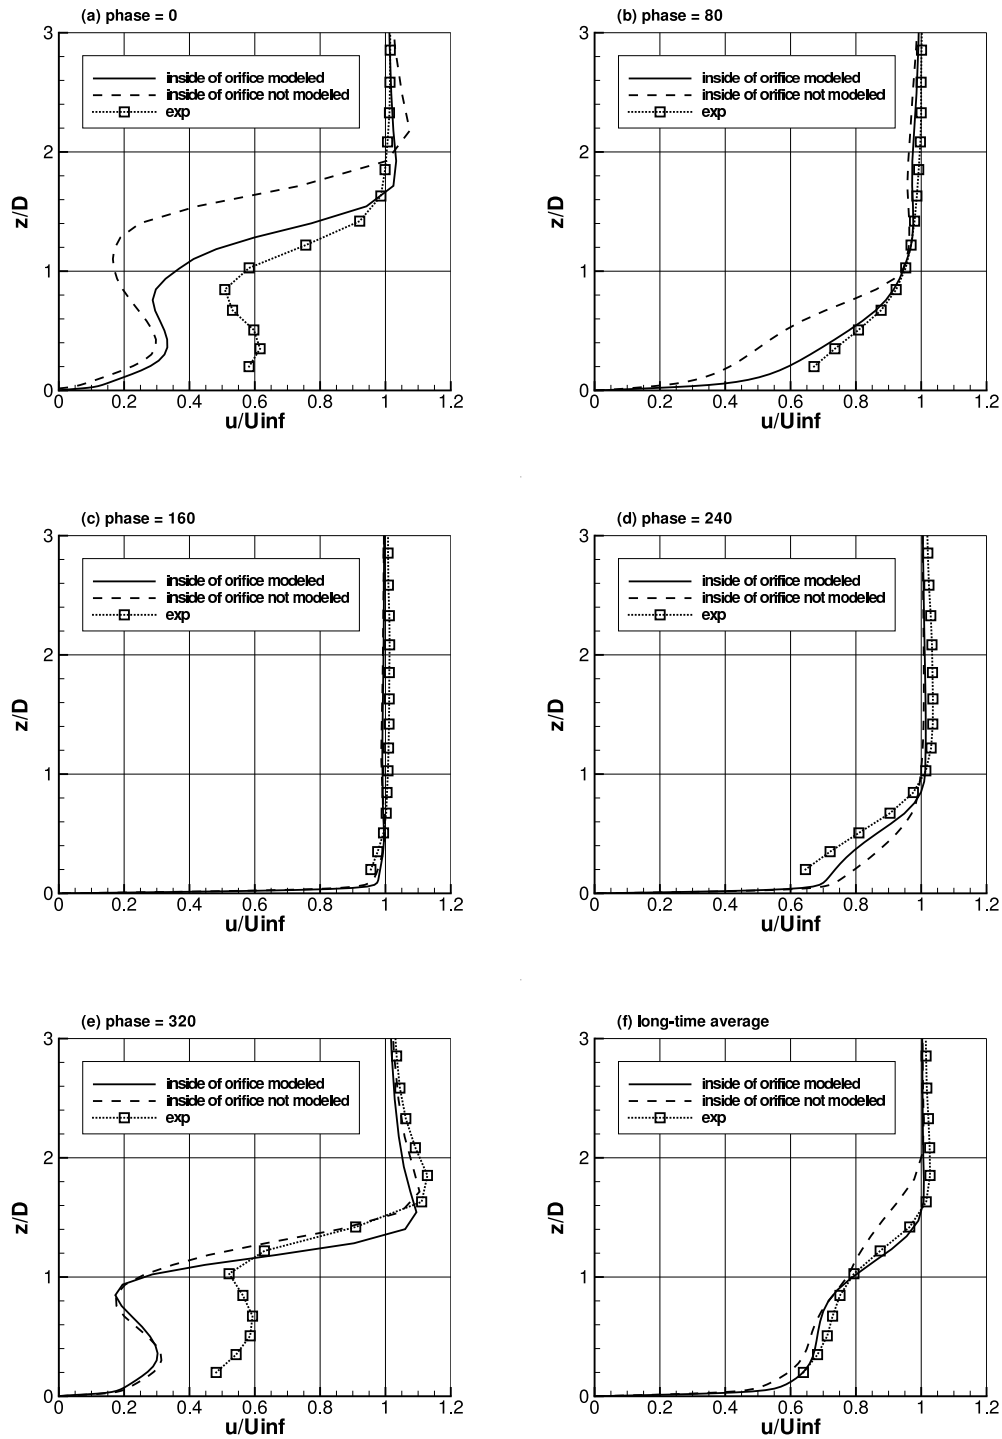 (a) phase = 0
3
2
1
0
z/D
inside of orifice modeled
inside of orifice not modeled
exp
0 0.2 0.4 0.6 0.8 1 1.2
u/Uinf
(b) phase = 80
3
2
1
0
z/D
inside of orifice modeled
inside of orifice not modeled
exp
0 0.2 0.4 0.6 0.8 1 1.2
u/Uinf
(c) phase = 160
3
2
1
0
z/D
inside of orifice modeled
inside of orifice not modeled
exp
0 0.2 0.4 0.6 0.8 1 1.2
u/Uinf
(d) phase = 240
3
2
1
0
z/D
inside of orifice modeled
inside of orifice not modeled
exp
0 0.2 0.4 0.6 0.8 1 1.2
u/Uinf
(e) phase = 320
3
2
1
0
z/D
inside of orifice modeled
inside of orifice not modeled
exp
0 0.2 0.4 0.6 0.8 1 1.2
u/Uinf
(f) long-time average
3
2
1
0
z/D
inside of orifice modeled
inside of orifice not modeled
exp
0 0.2 0.4 0.6 0.8 1 1.2
u/Uinf